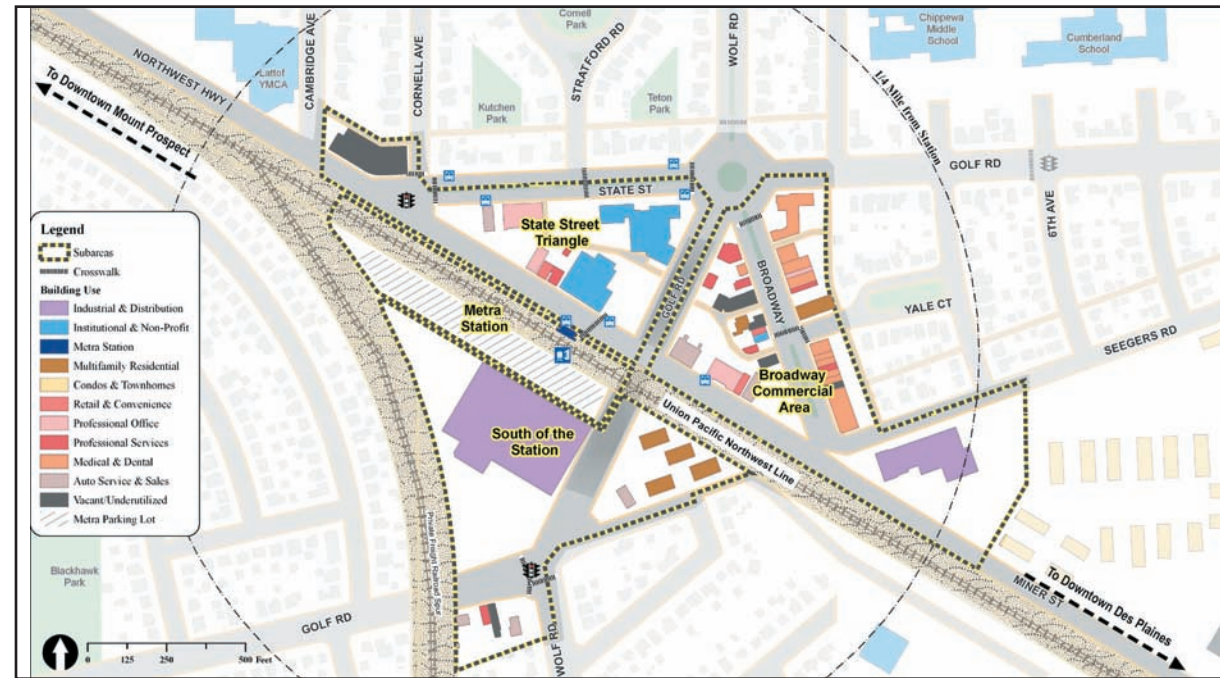 Cornell
Park
Chippewa
Middle
School
Cumberland
School
NORTHWEST HWY
Lattof
YMCA
CAMBRIDGE AVE
CORNELL AVE
Kutchen
Park
STRATFORD RD
Teton
Park
WOLF RD
1/4 Mile from Station
To Downtown Mount Prospect
GOLF RD
6TH AVE
STATE ST
State Street
Triangle
GOLF RD
BROADWAY
YALE CT
SEEGERS RD
Metra
Station
Broadway
Commercial
Area
South of the
Station
Union Pacific Northwest Line
Legend
Subareas
Crosswalk
Building Use
Industrial & Distribution
Institutional & Non-Profit
Metra Station
Multifamily Residential
Condos & Townhomes
Retail & Convenience
Professional Office
Professional Services
Medical & Dental
Auto Service & Sales
Vacant/Underutilized
Metra Parking Lot
Private Freight Railroad Spur
Blackhawk
Park
GOLF RD
WOLF RD
MINER ST
To Downtown Des Plaines
0 125 250 500 Feet